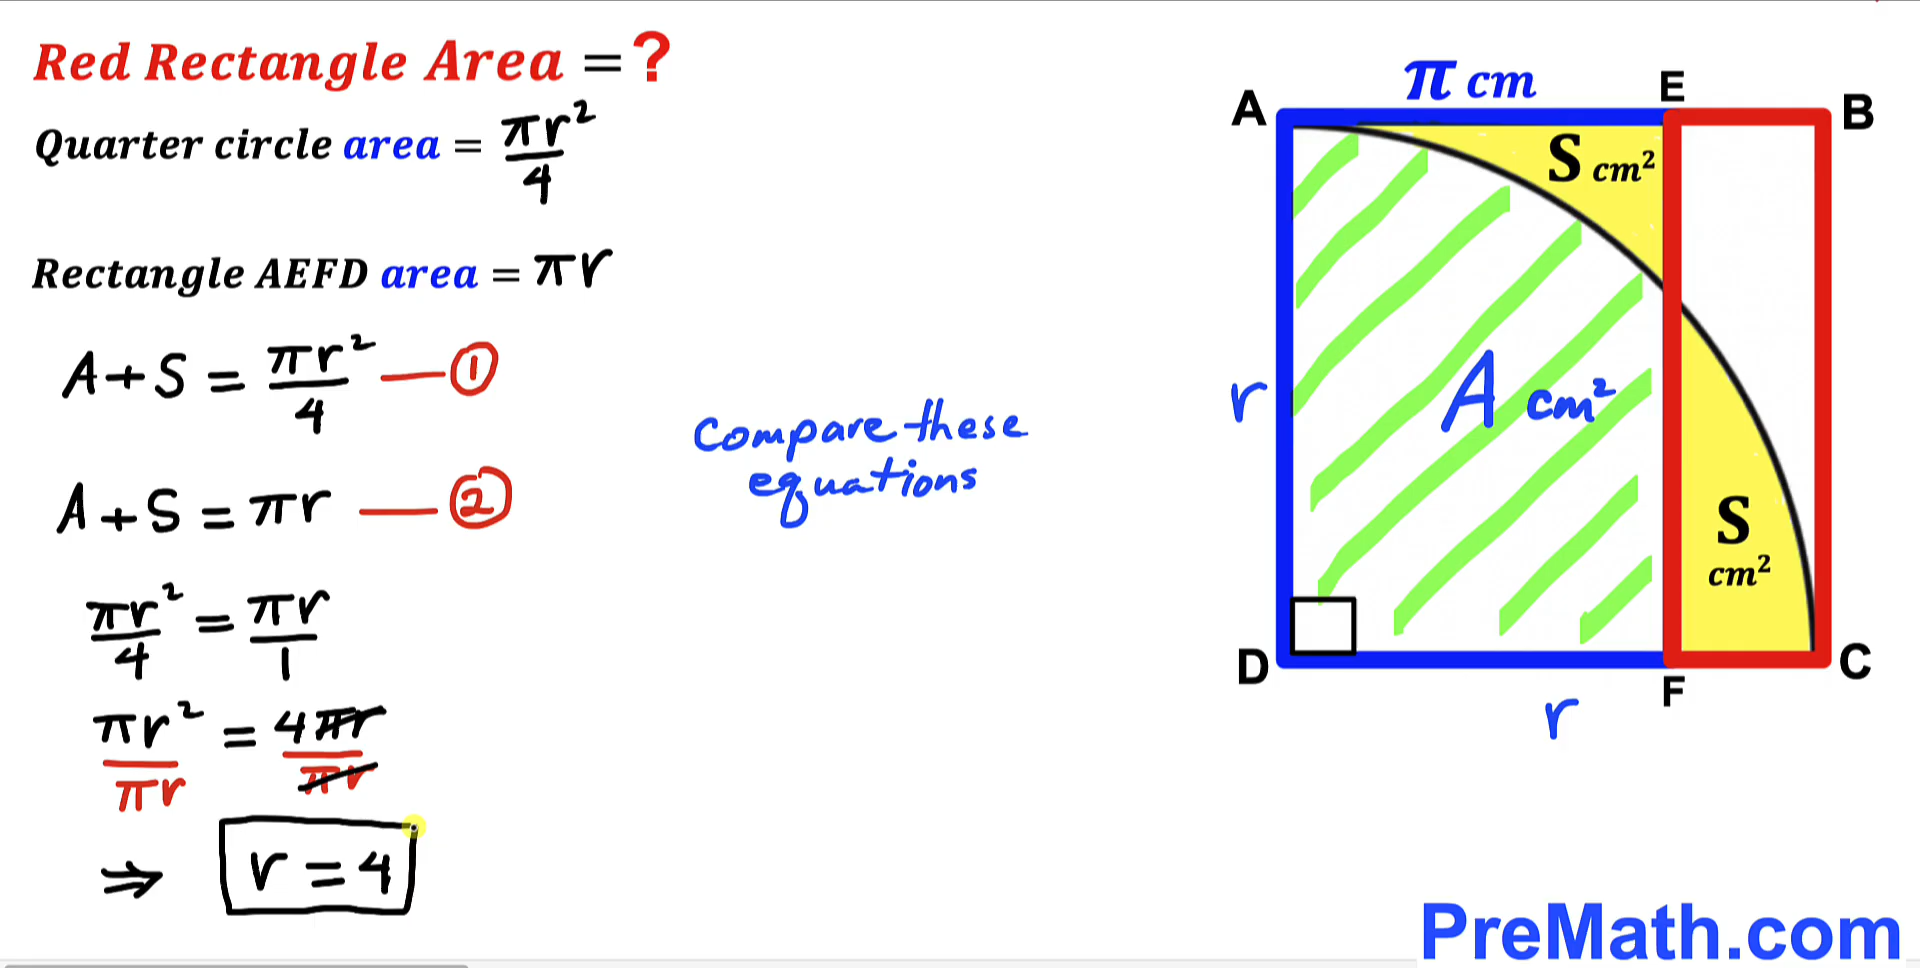 Red Rectangle Area = ?
Quarter circle area = πr²/4
Rectangle AEFD area = πr
A + S = πr²/4 — ①
A + S = πr — ②
πr²/4 = πr/1
πr²/πr = 4πr/πr
⇒ r = 4
Compare these
equations
π cm
A
E
B
S cm²
r
A cm²
S
cm²
D
F
C
r
PreMath.com